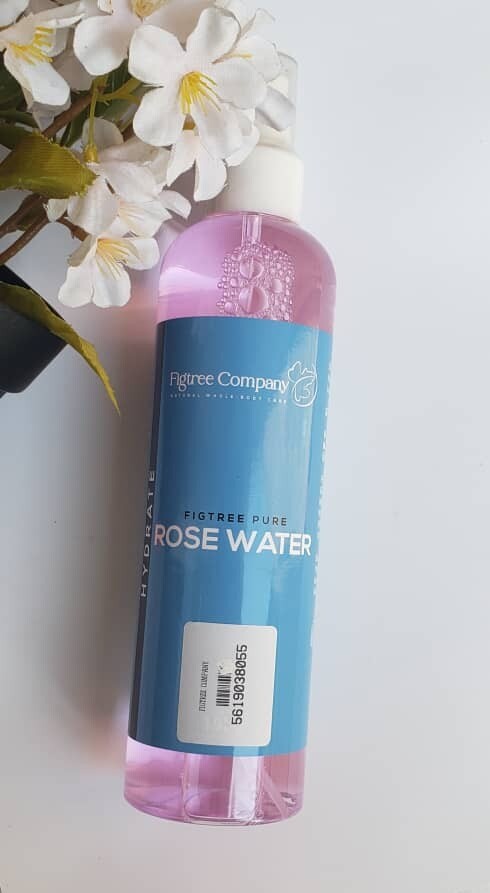 Figtree Company
NATURAL WHOLE BODY CARE
HYDRATE
FIGTREE PURE
ROSE WATER
FIGTREE COMPANY
5619038055